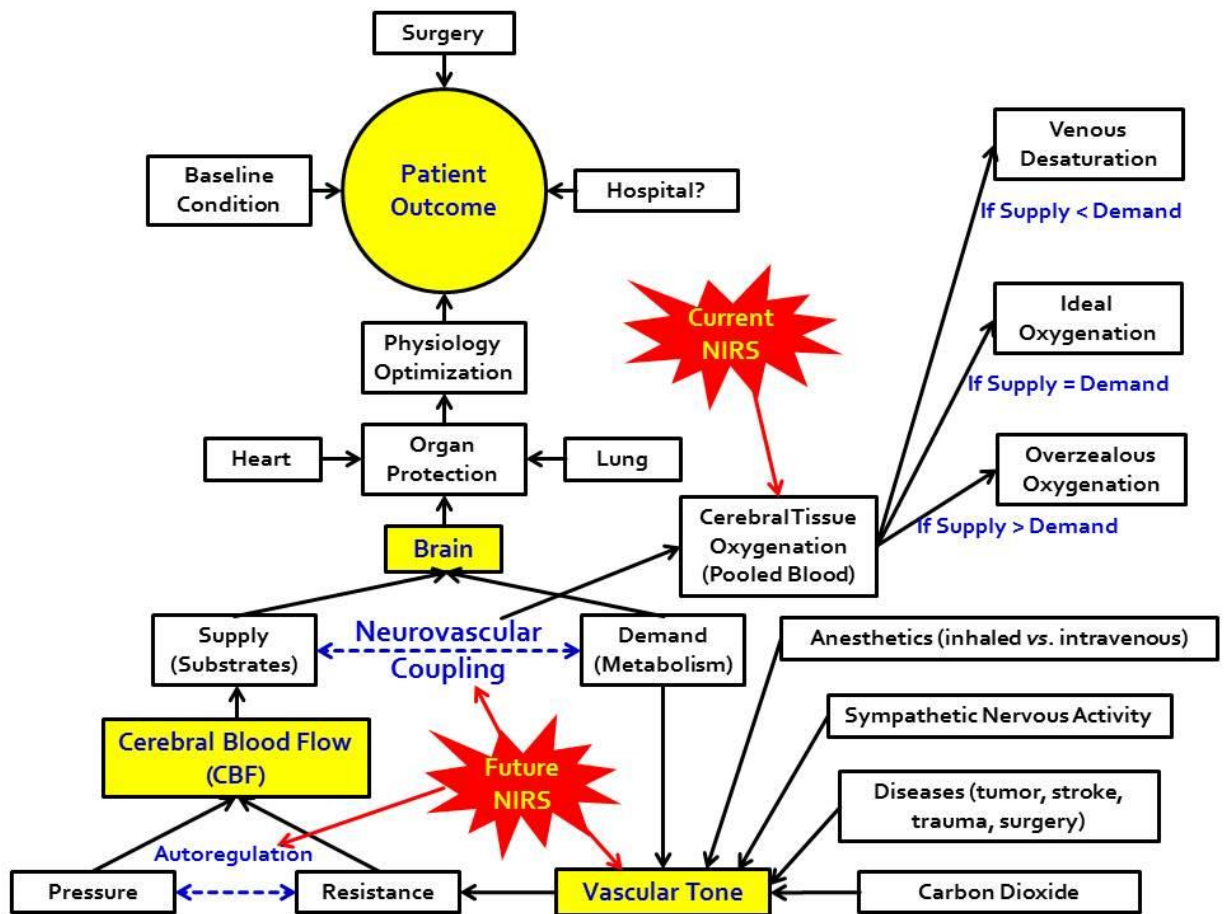 Surgery
Venous
Desaturation
Baseline
Condition
Patient
Outcome
Hospital?
If Supply < Demand
Current
NIRS
Ideal
Oxygenation
Physiology
Optimization
If Supply = Demand
Heart
Organ
Protection
Lung
Overzealous
Oxygenation
Cerebral Tissue
Oxygenation
(Pooled Blood)
If Supply > Demand
Brain
Supply
(Substrates)
Neurovascular
Coupling
Demand
(Metabolism)
Anesthetics (inhaled vs. intravenous)
Sympathetic Nervous Activity
Cerebral Blood Flow
(CBF)
Future
NIRS
Diseases (tumor, stroke,
trauma, surgery)
Autoregulation
Pressure
Resistance
Vascular Tone
Carbon Dioxide